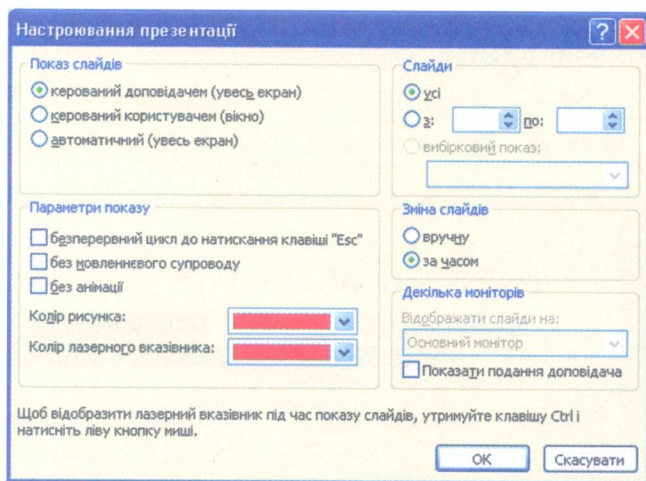 Настроювання презентації
Показ слайдів
керований доповідачем (увесь екран)
керований користувачем (вікно)
автоматичний (увесь екран)
Слайди
усі
з: по:
вибірковий показ:
Параметри показу
безперервний цикл до натискання клавіші "Esc"
без мовленнєвого супроводу
без анімації
Колір рисунка:
Колір лазерного вказівника:
Зміна слайдів
вручну
за часом
Декілька моніторів
Відображати слайди на:
Основний монітор
Показати подання доповідача
Щоб відобразити лазерний вказівник під час показу слайдів, утримуйте клавішу Ctrl і
натисніть ліву кнопку миші.
ОК Скасувати